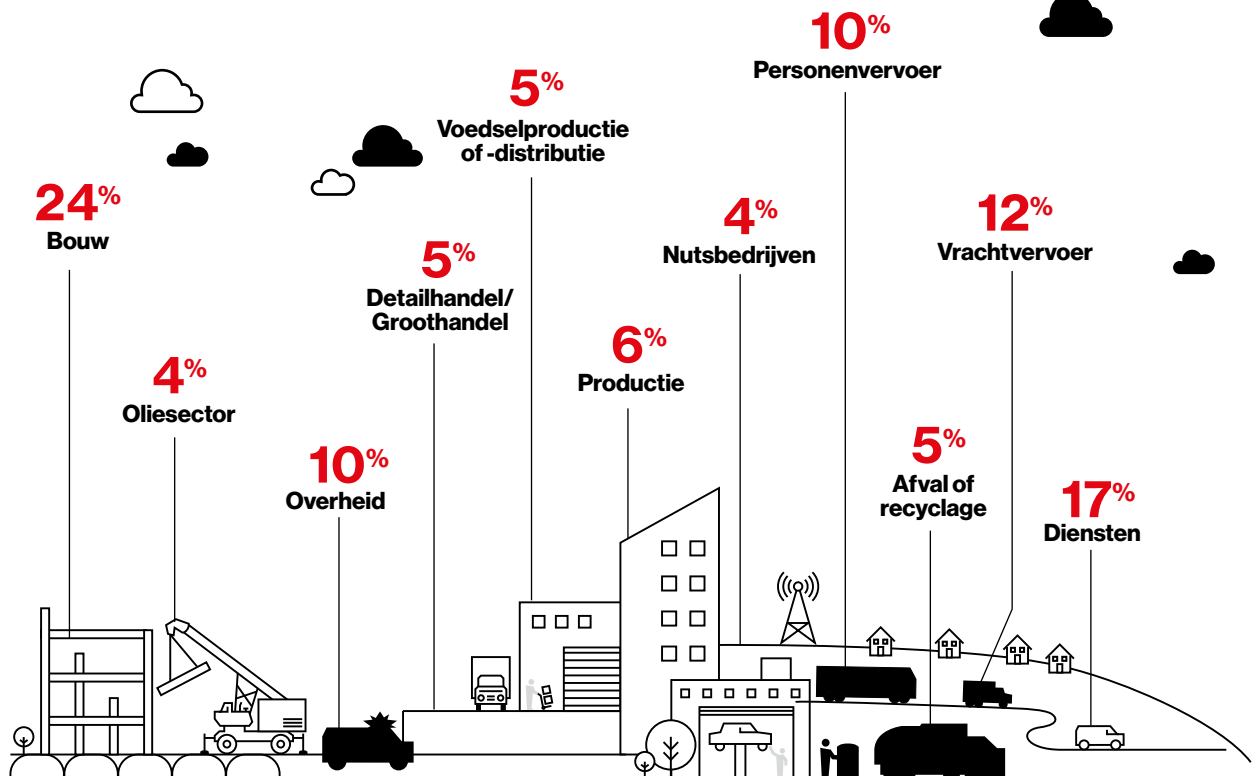 24%
Bouw
4%
Oliesector
10%
Overheid
5%
Detailhandel/
Groothandel
5%
Voedselproductie
of -distributie
6%
Productie
4%
Nutsbedrijven
10%
Personenvervoer
5%
Afval of
recyclage
12%
Vrachtvervoer
17%
Diensten